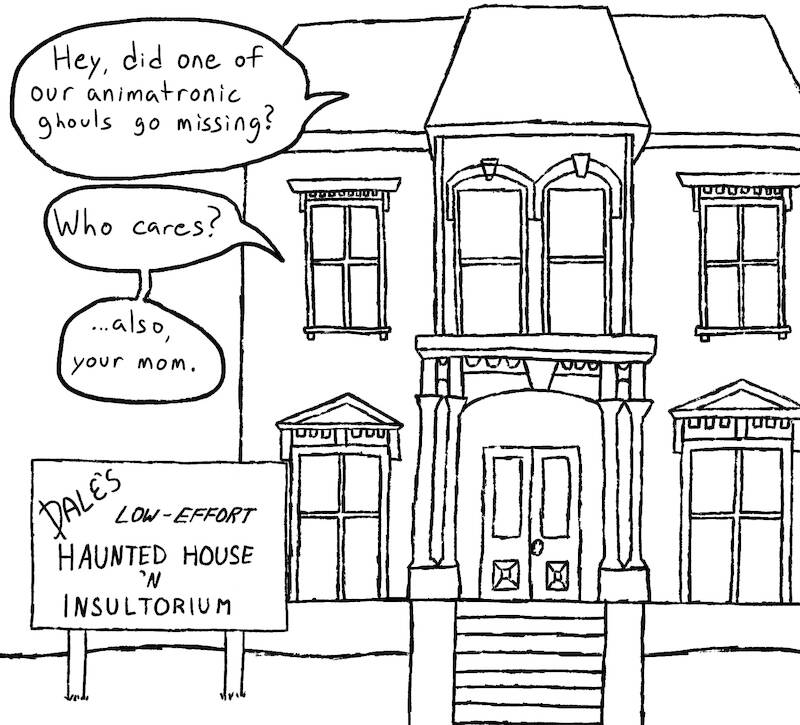 Hey, did one of
our animatronic
ghouls go missing?
Who cares?
...also,
your mom.
DALE'S
LOW-EFFORT
HAUNTED HOUSE
'N
INSULTORIUM